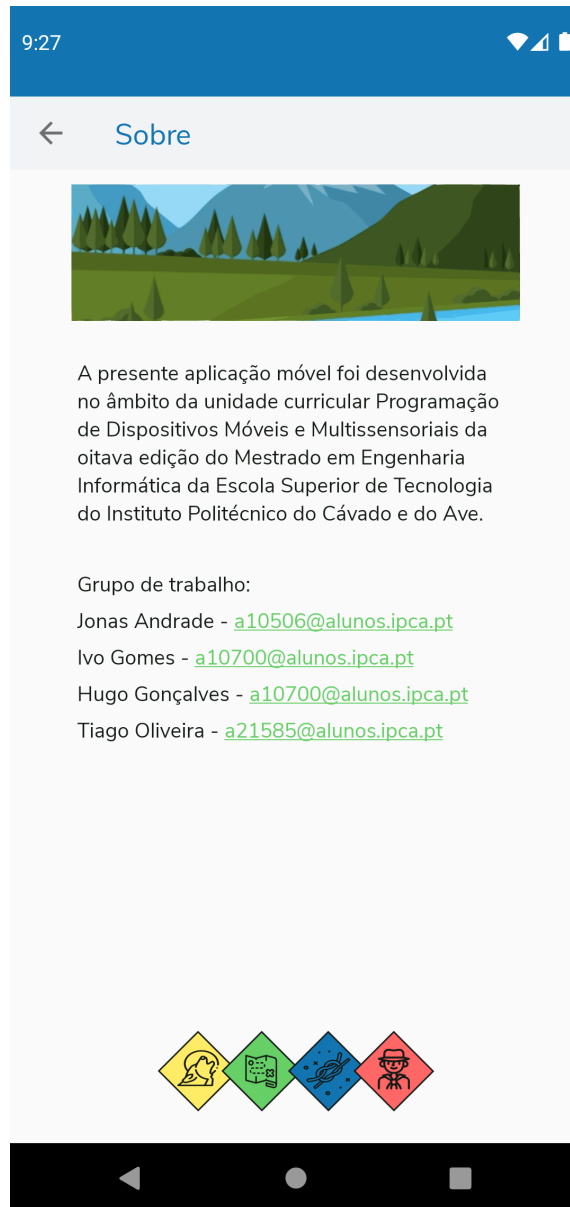 9:27
Sobre
A presente aplicação móvel foi desenvolvida
no âmbito da unidade curricular Programação
de Dispositivos Móveis e Multissensoriais da
oitava edição do Mestrado em Engenharia
Informática da Escola Superior de Tecnologia
do Instituto Politécnico do Cávado e do Ave.
Grupo de trabalho:
Jonas Andrade - a10506@alunos.ipca.pt
Ivo Gomes - a10700@alunos.ipca.pt
Hugo Gonçalves - a10700@alunos.ipca.pt
Tiago Oliveira - a21585@alunos.ipca.pt